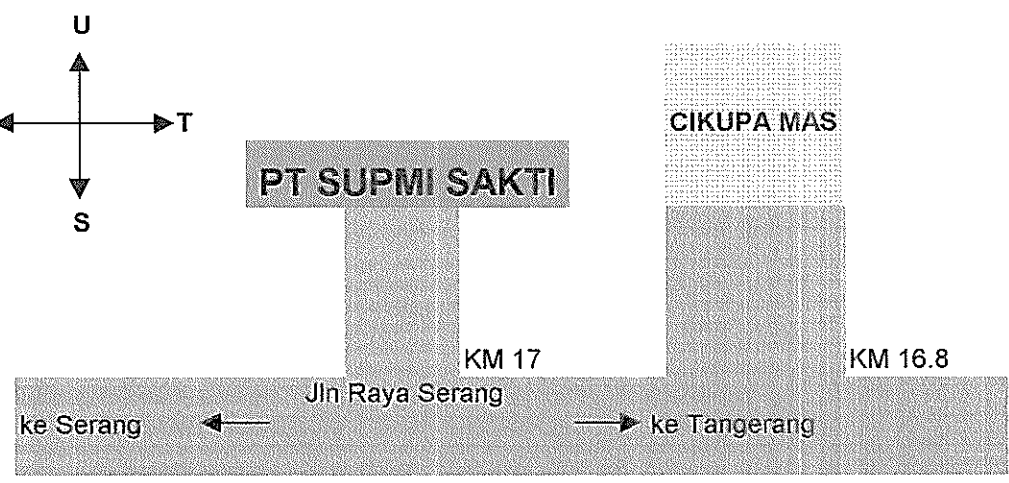 U
T
S
CIKUPA MAS
PT SUPMI SAKTI
KM 17
KM 16.8
Jln Raya Serang
ke Serang
ke Tangerang